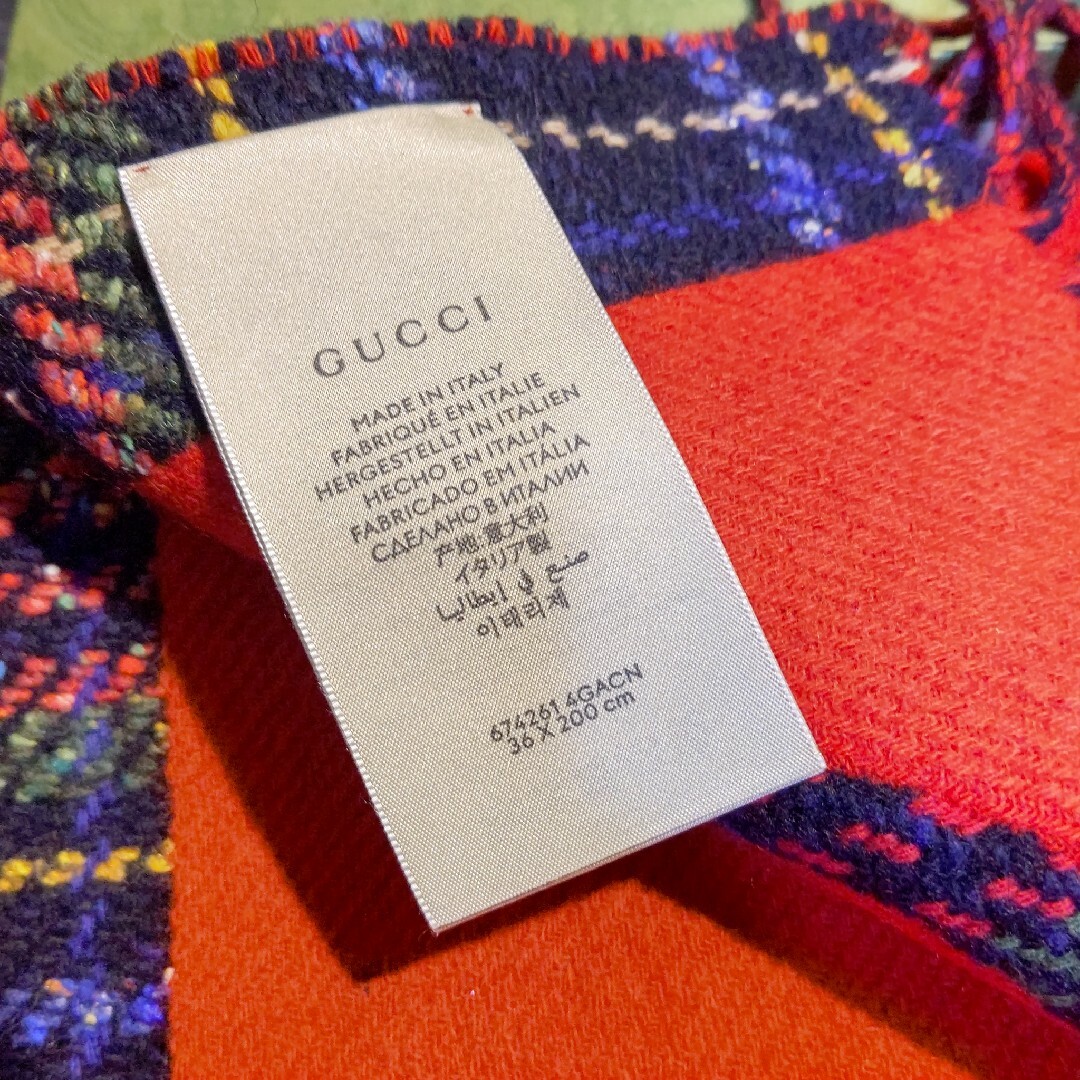 GUCCI
MADE IN ITALY
FABRIQUÉ EN ITALIE
HERGESTELLT IN ITALIEN
HECHO EN ITALIA
FABRICADO EM ITÁLIA
СДЕЛАНО В ИТАЛИИ
产地:意大利
イタリア製
صنع في ايطاليا
이태리제
674261 4GACN
36 X 200 cm